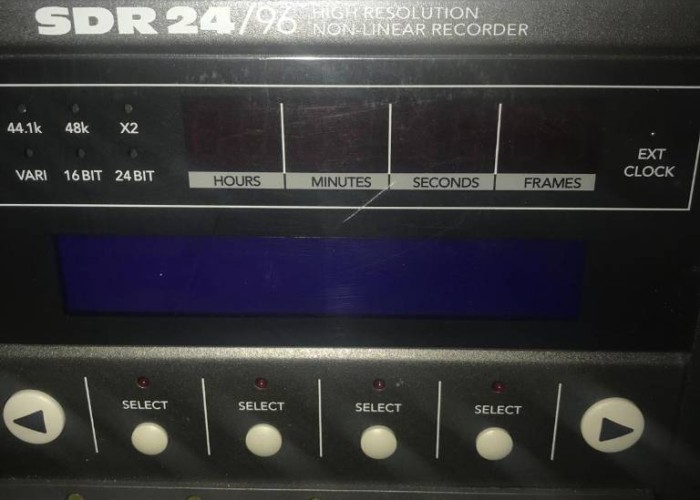 SDR 24/96 HIGH RESOLUTION
NON-LINEAR RECORDER
44.1k 48k X2
VARI 16 BIT 24 BIT
HOURS MINUTES SECONDS FRAMES
EXT
CLOCK
SELECT SELECT SELECT SELECT